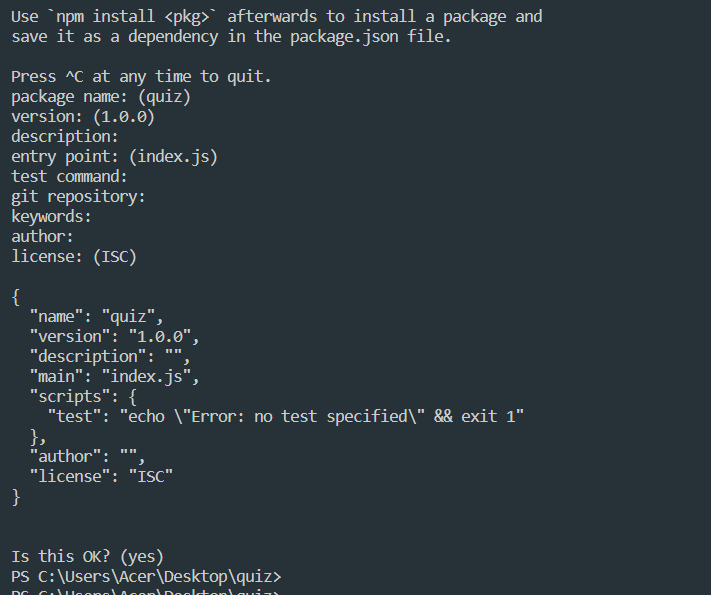 Use `npm install <pkg>` afterwards to install a package and
save it as a dependency in the package.json file.
Press ^C at any time to quit.
package name: (quiz)
version: (1.0.0)
description:
entry point: (index.js)
test command:
git repository:
keywords:
author:
license: (ISC)
{
  "name": "quiz",
  "version": "1.0.0",
  "description": "",
  "main": "index.js",
  "scripts": {
    "test": "echo \"Error: no test specified\" && exit 1"
  },
  "author": "",
  "license": "ISC"
}
Is this OK? (yes)
PS C:\Users\Acer\Desktop\quiz>
PS C:\Users\Acer\Desktop\quiz>